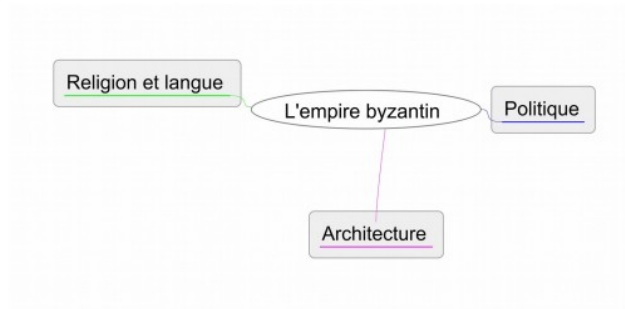 Religion et langue
L'empire byzantin
Politique
Architecture